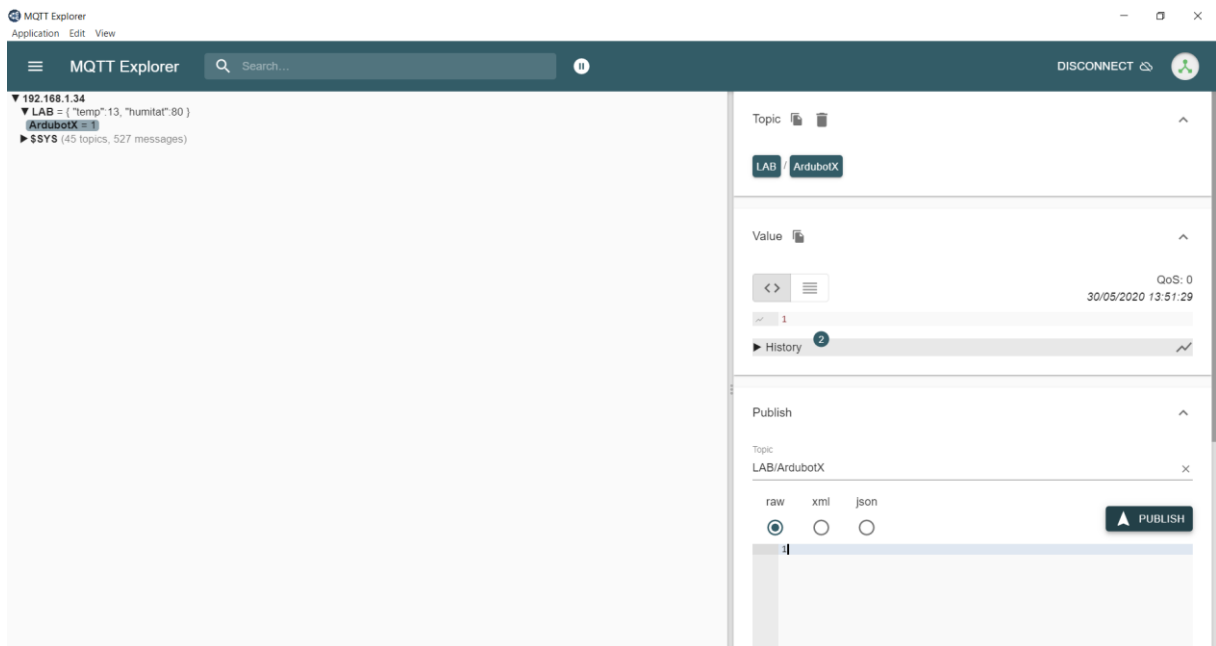 MQTT Explorer
Application Edit View
MQTT Explorer
Search...
DISCONNECT
▼ 192.168.1.34
▼ LAB = { "temp":13, "humitat":80 }
ArdubotX = 1
▶ $SYS (45 topics, 527 messages)
Topic
LAB / ArdubotX
Value
QoS: 0
30/05/2020 13:51:29
1
▶ History 2
Publish
Topic
LAB/ArdubotX
raw xml json
PUBLISH
1